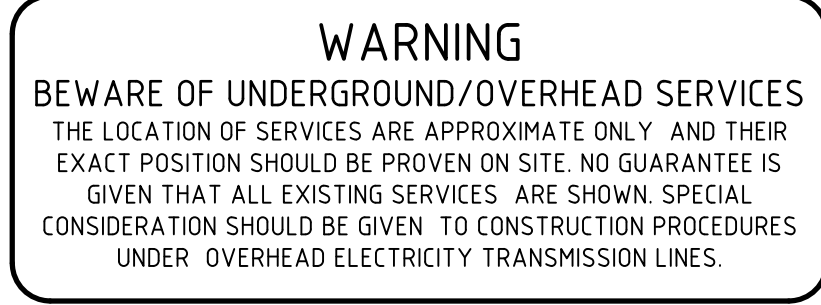 WARNING
BEWARE OF UNDERGROUND/OVERHEAD SERVICES
THE LOCATION OF SERVICES ARE APPROXIMATE ONLY  AND THEIR
EXACT POSITION SHOULD BE PROVEN ON SITE. NO GUARANTEE IS
GIVEN THAT ALL EXISTING SERVICES  ARE SHOWN. SPECIAL
CONSIDERATION SHOULD BE GIVEN  TO CONSTRUCTION PROCEDURES
UNDER  OVERHEAD ELECTRICITY TRANSMISSION LINES.